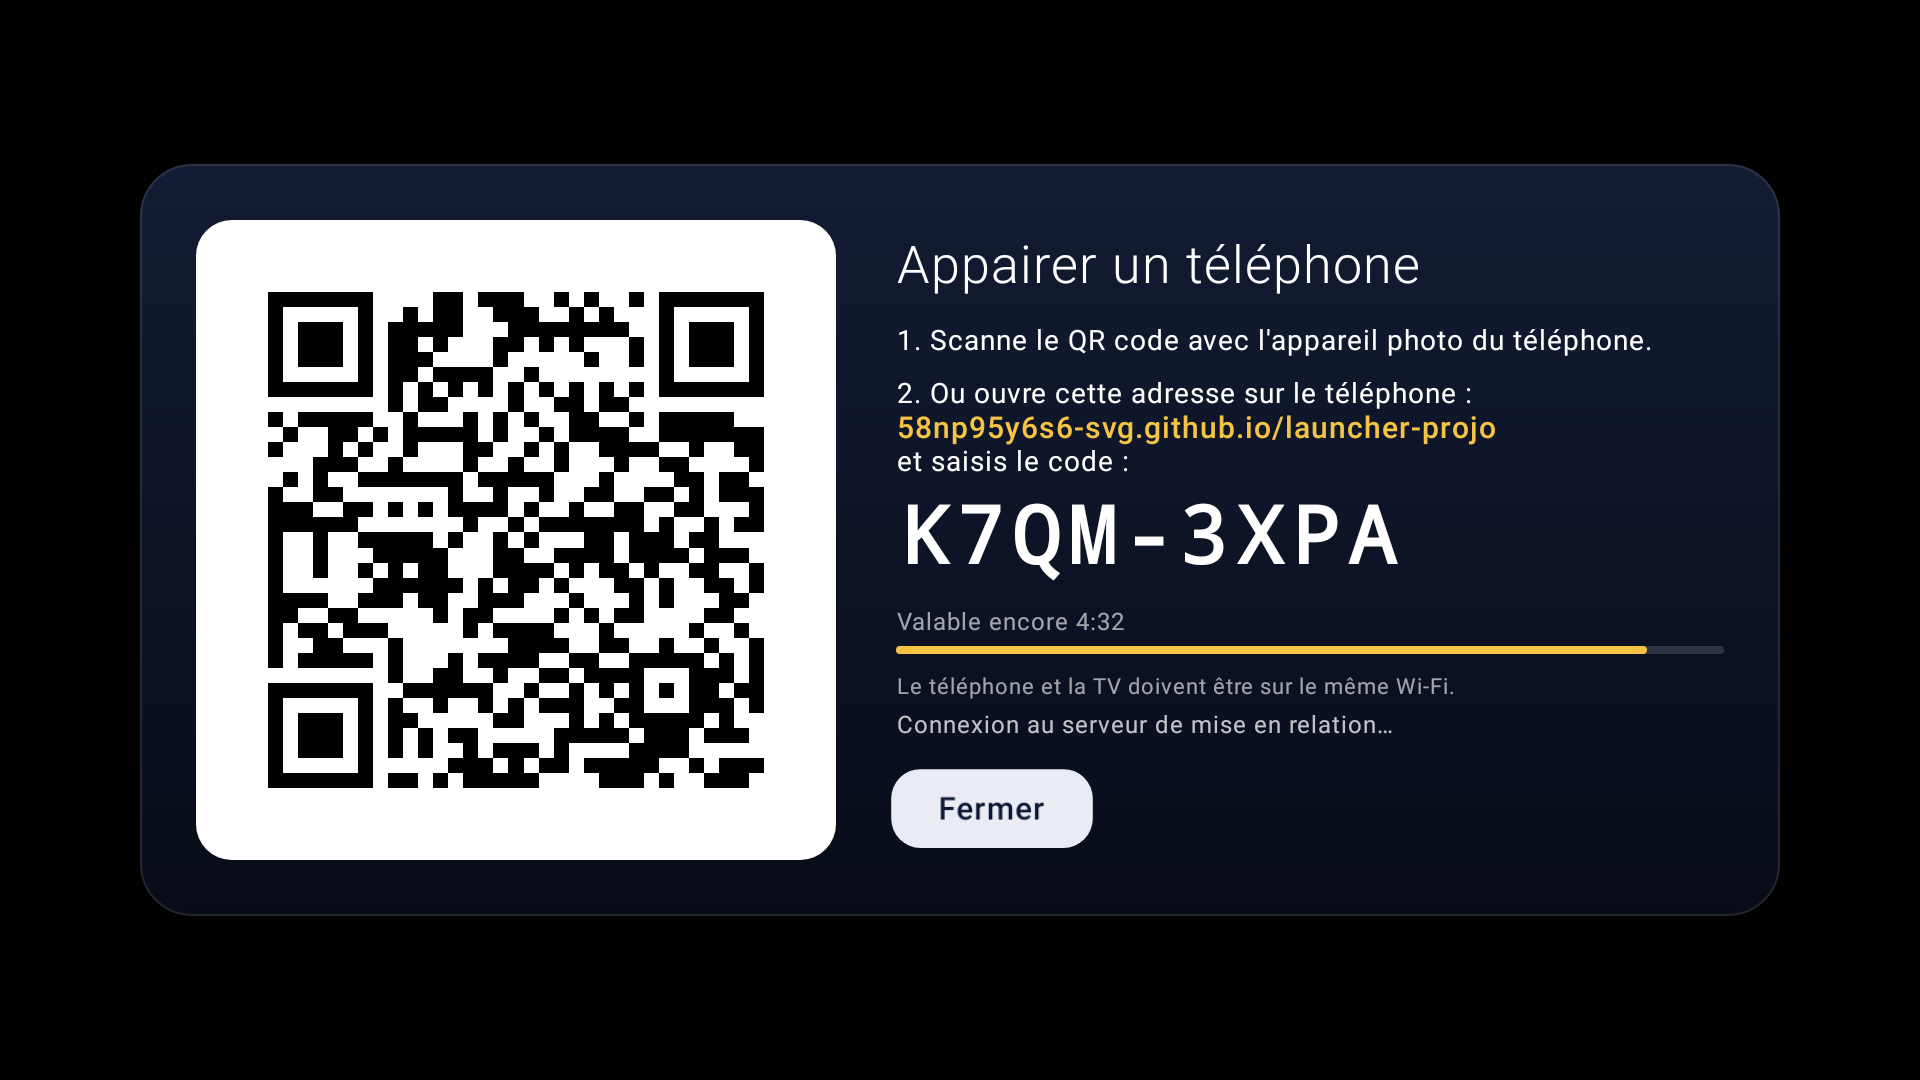 Appairer un téléphone
1. Scanne le QR code avec l'appareil photo du téléphone.
2. Ou ouvre cette adresse sur le téléphone :
58np95y6s6-svg.github.io/launcher-projo
et saisis le code :
K7QM-3XPA
Valable encore 4:32
Le téléphone et la TV doivent être sur le même Wi-Fi.
Connexion au serveur de mise en relation…
Fermer